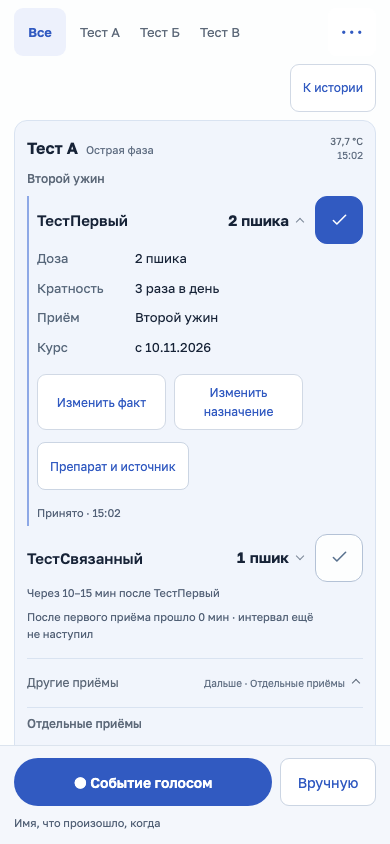 Все Тест А Тест Б Тест В ...
К истории
Тест А Острая фаза 37,7 °C
15:02
Второй ужин
ТестПервый 2 пшика
Доза 2 пшика
Кратность 3 раза в день
Приём Второй ужин
Курс с 10.11.2026
Изменить факт
Изменить
назначение
Препарат и источник
Принято · 15:02
ТестСвязанный 1 пшик
Через 10–15 мин после ТестПервый
После первого приёма прошло 0 мин · интервал ещё
не наступил
Другие приёмы Дальше · Отдельные приёмы
Отдельные приёмы
Событие голосом Вручную
Имя, что произошло, когда